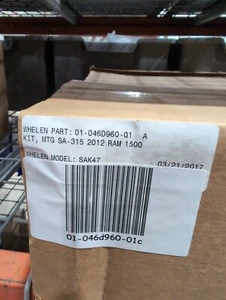 WHELEN PART: 01-046D960-01 A
KIT, MTG SA-315 2012 RAM 1500
WHELEN MODEL: SAK47 03/21/2017
01-046d960-01c